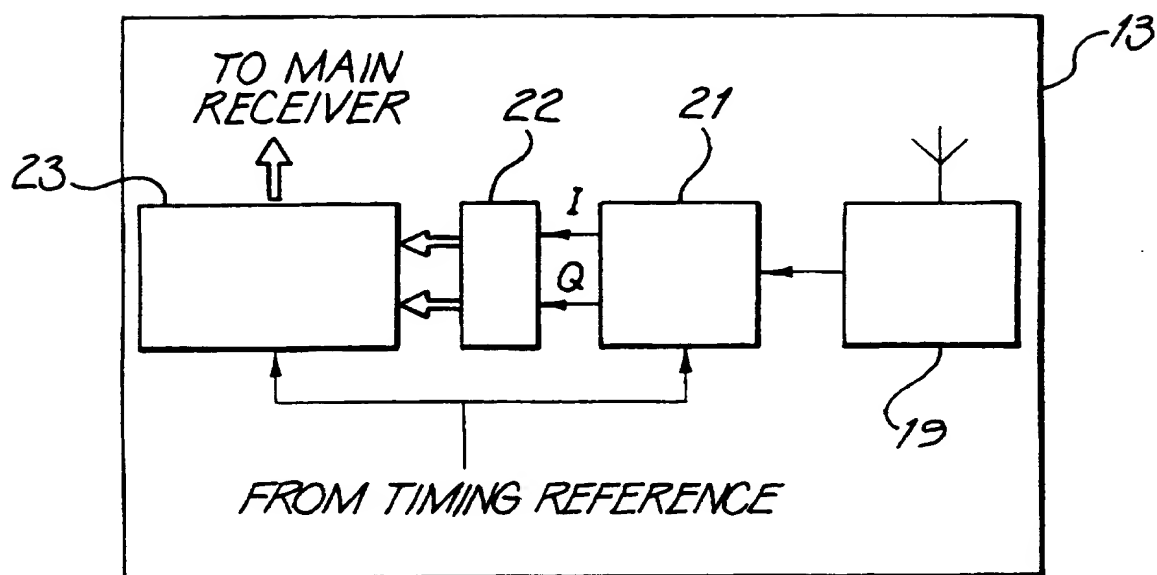 13
TO MAIN
RECEIVER
23
22
I
Q
21
19
FROM TIMING REFERENCE